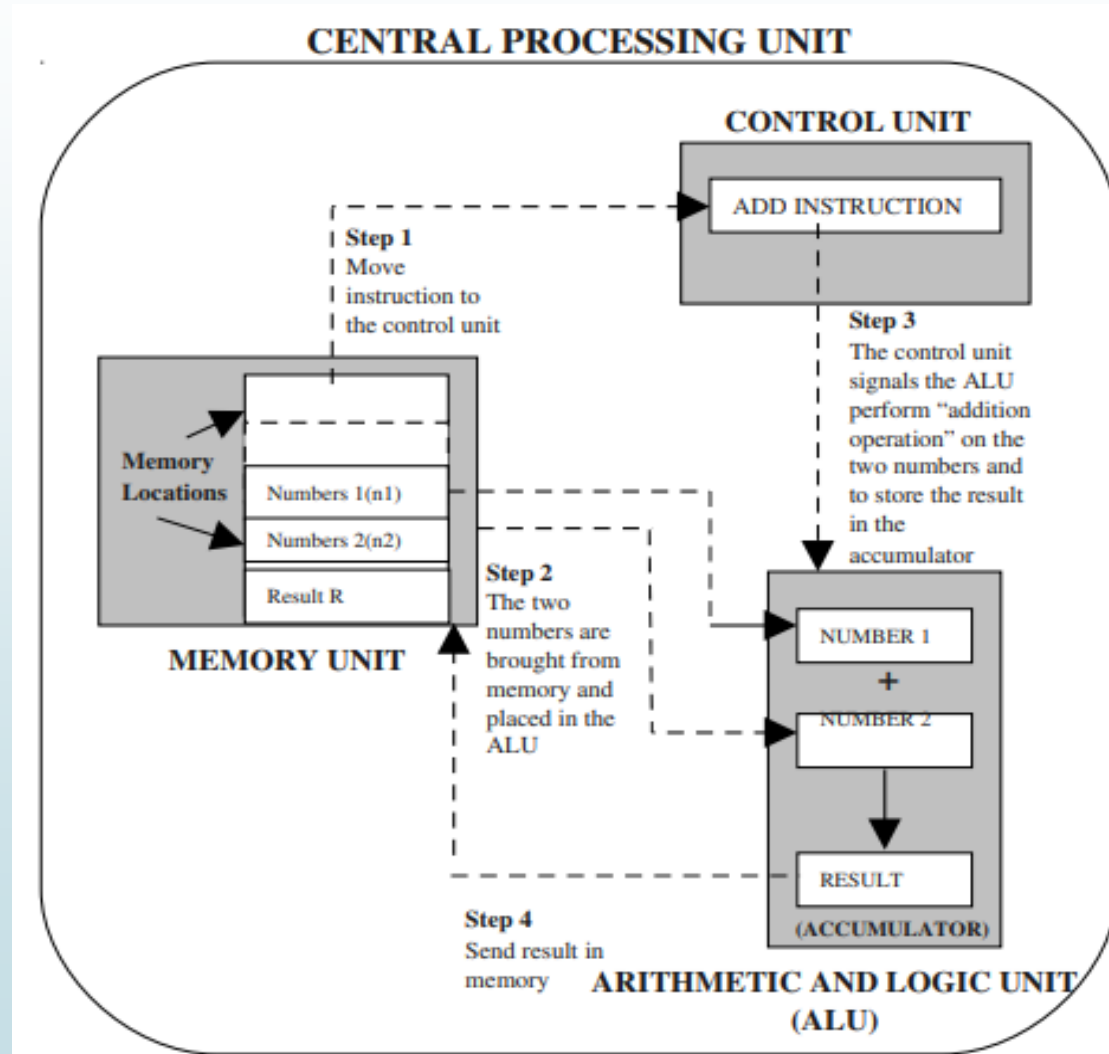 CENTRAL PROCESSING UNIT
CONTROL UNIT
ADD INSTRUCTION
Step 1
Move
instruction to
the control unit
Step 3
The control unit
signals the ALU
perform “addition
operation” on the
two numbers and
to store the result
in the
accumulator
Memory
Locations
Numbers 1(n1)
Numbers 2(n2)
Result R
MEMORY UNIT
Step 2
The two
numbers are
brought from
memory and
placed in the
ALU
NUMBER 1
+
NUMBER 2
RESULT
(ACCUMULATOR)
Step 4
Send result in
memory
ARITHMETIC AND LOGIC UNIT
(ALU)